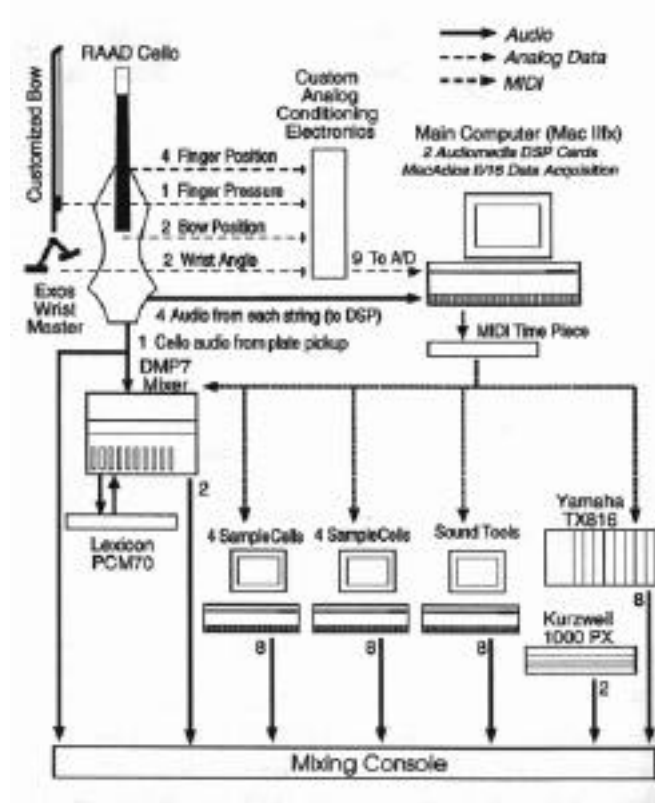 RAAD Cello
Audio
Analog Data
MIDI
Customized Bow
Custom
Analog
Conditioning
Electronics
Main Computer (Mac IIfx)
2 Audiomedia DSP Cards
MacAdios II/16 Data Acquisition
4 Finger Position
1 Finger Pressure
2 Bow Position
2 Wrist Angle
9 To A/D
Exos
Wrist
Master
4 Audio from each string (to DSP)
1 Cello audio from plate pickup
MIDI Time Piece
DMP7
Mixer
2
Lexicon
PCM70
4 SampleCells
4 SampleCells
Sound Tools
Yamaha
TX816
8
8
8
8
Kurzweil
1000 PX
2
Mixing Console